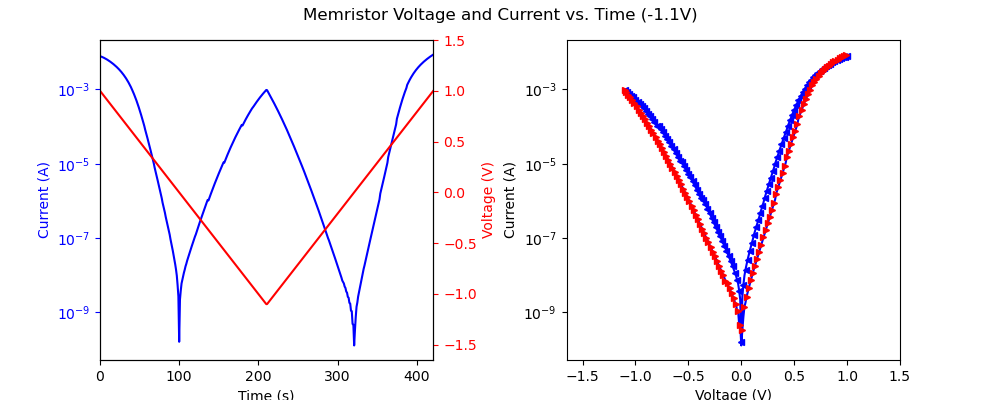 Memristor Voltage and Current vs. Time (-1.1V)
Current (A)
10⁻³
10⁻⁵
10⁻⁷
10⁻⁹
0 100 200 300 400
Time (s)
1.5
1.0
0.5
0.0
−0.5
−1.0
−1.5
Voltage (V)
Current (A)
10⁻³
10⁻⁵
10⁻⁷
10⁻⁹
−1.5 −1.0 −0.5 0.0 0.5 1.0 1.5
Voltage (V)